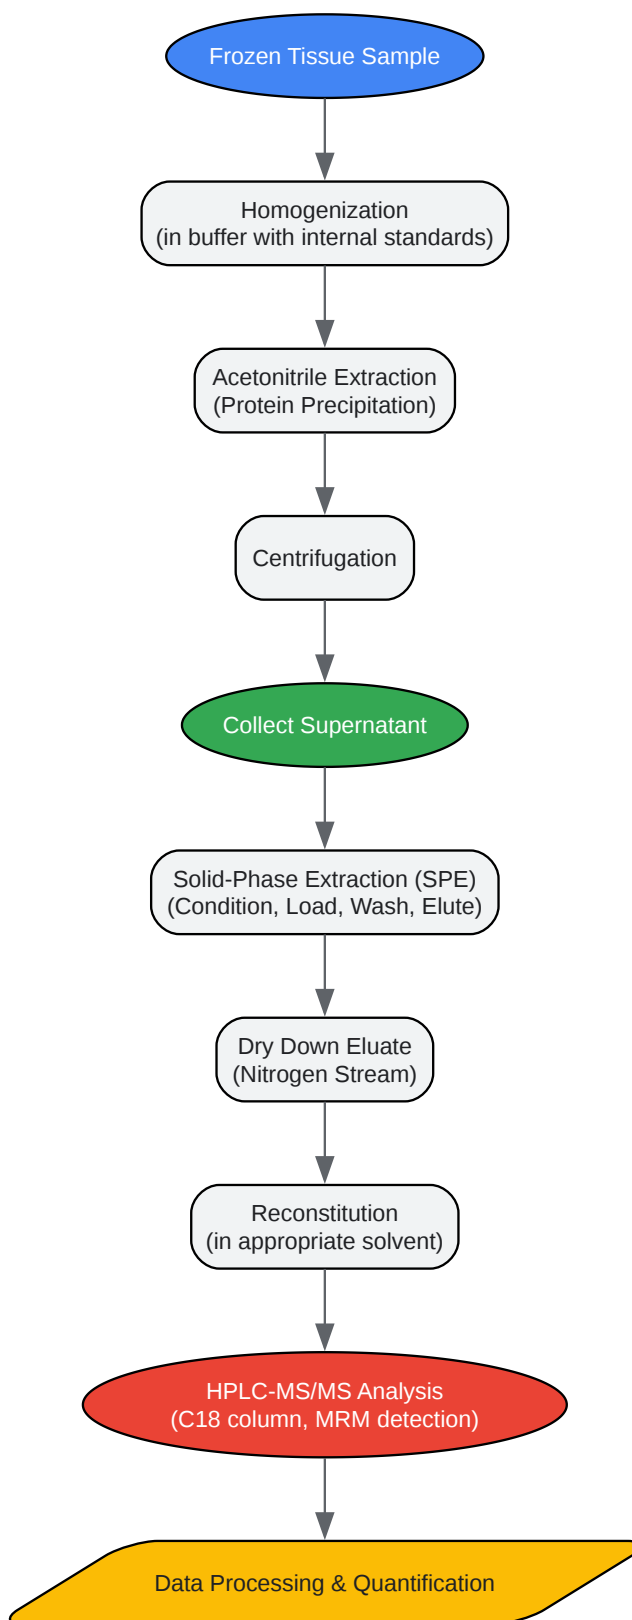 Frozen Tissue Sample
Homogenization
(in buffer with internal standards)
Acetonitrile Extraction
(Protein Precipitation)
Centrifugation
Collect Supernatant
Solid-Phase Extraction (SPE)
(Condition, Load, Wash, Elute)
Dry Down Eluate
(Nitrogen Stream)
Reconstitution
(in appropriate solvent)
HPLC-MS/MS Analysis
(C18 column, MRM detection)
Data Processing & Quantification